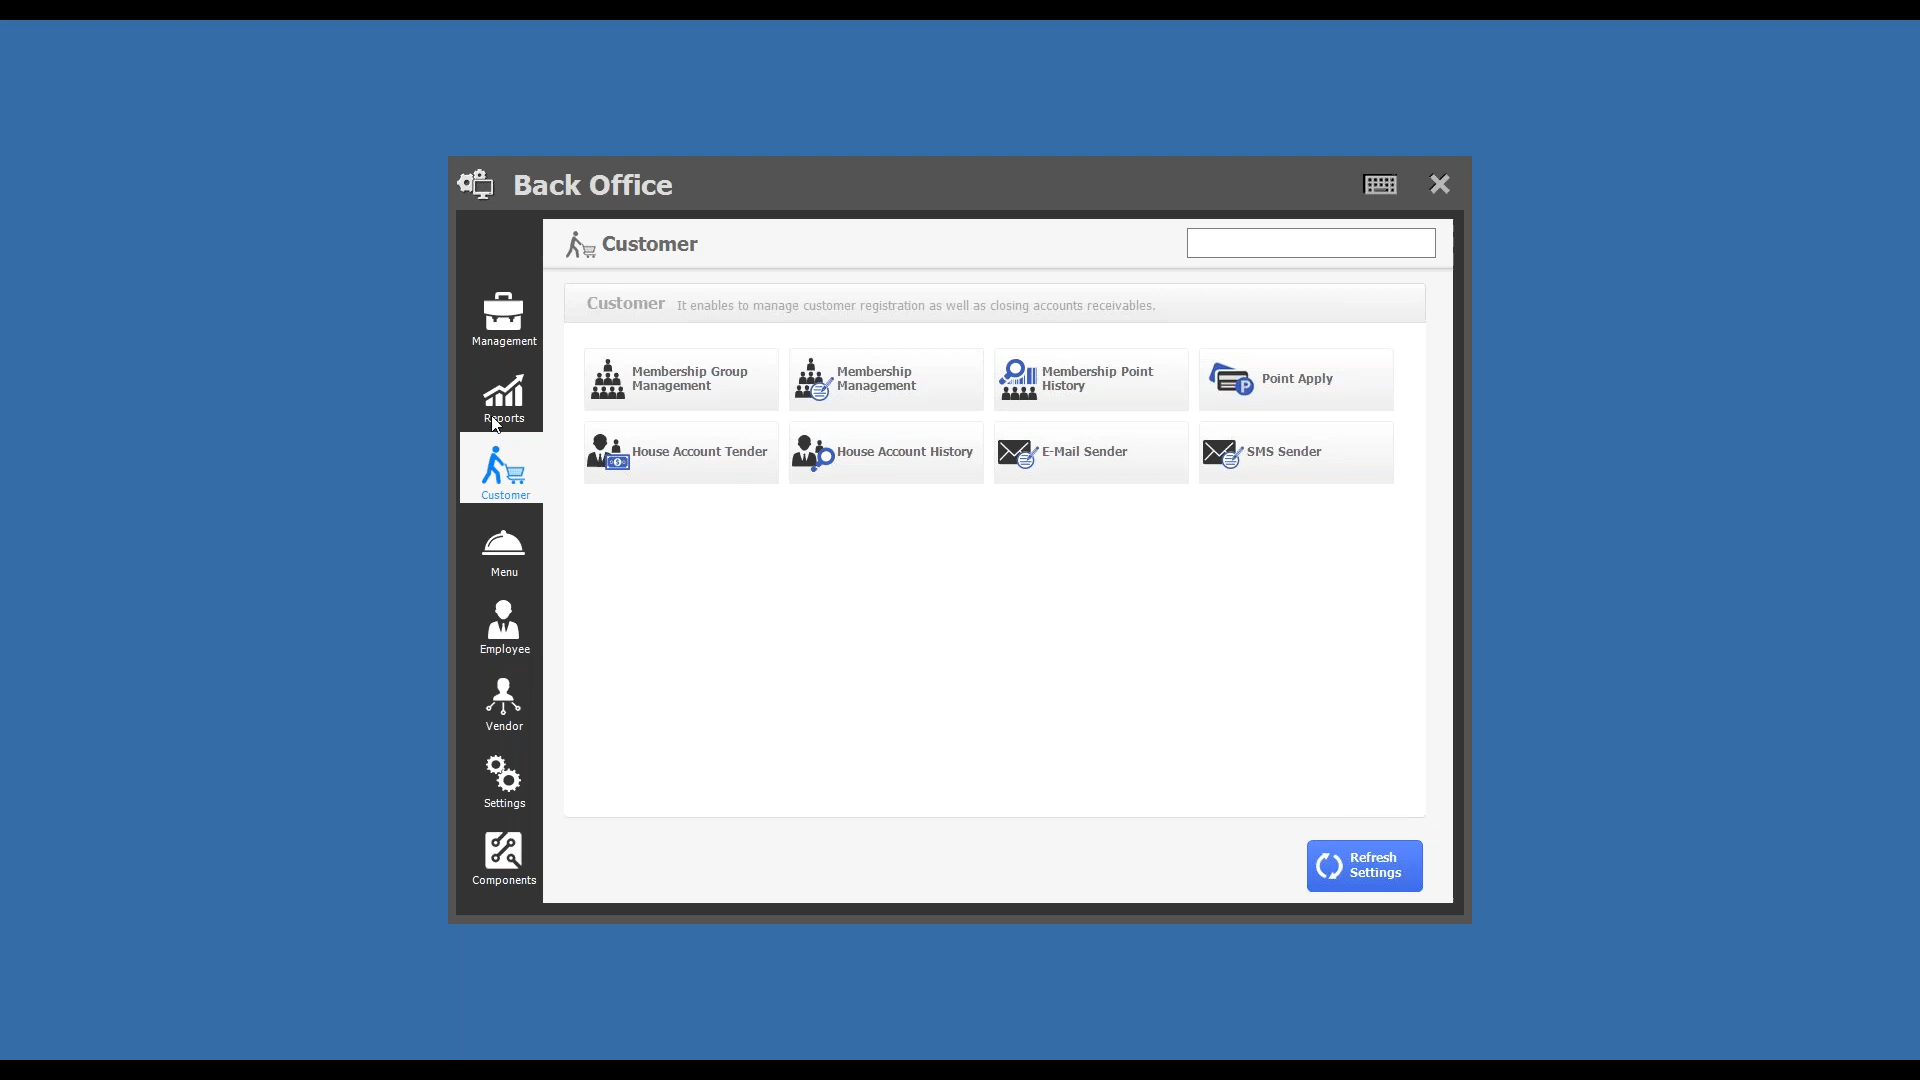 Back Office
Customer
Management
Reports
Customer
Menu
Employee
Vendor
Settings
Components
Customer It enables to manage customer registration as well as closing accounts receivables.
Membership Group
Management
Membership
Management
Membership Point
History
Point Apply
P
House Account Tender
House Account History
E-Mail Sender
SMS Sender
Refresh
Settings